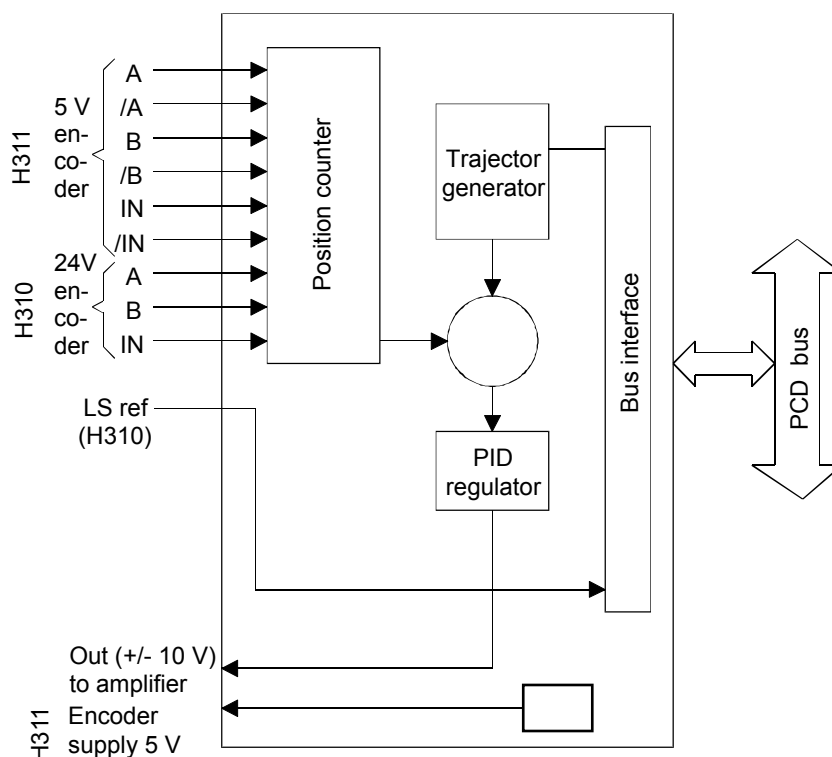 H311
5 V
en-
co-
der
A
/A
B
/B
IN
/IN
H310
24V
en-
co-
der
A
B
IN
Position counter
Trajector
generator
Bus interface
PCD bus
LS ref
(H310)
PID
regulator
Out (+/- 10 V)
to amplifier
H311
Encoder
supply 5 V